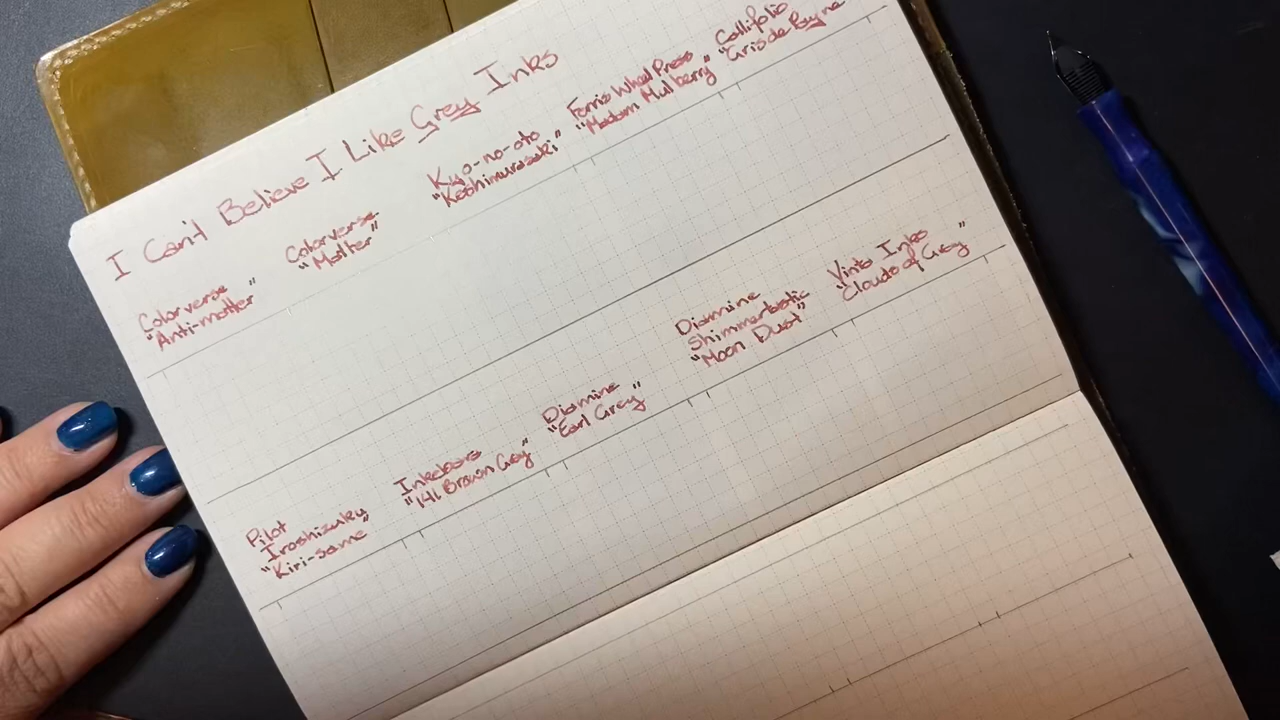 I Can't Believe I Like Grey Inks
Colorverse
"Anti-matter"
Colorverse
"Matter"
Kyo-no-oto
"Keshimurasaki"
Ferris Wheel Press
"Madam Mulberry"
Callifolio
"Gris de Payne"
Pilot
Iroshizuku
"Kiri-same"
Inkebara
"141 Brown Grey"
Diamine
"Earl Grey"
Diamine
Shimmertastic
"Moon Dust"
Vinta Inks
"Clouds of Grey"